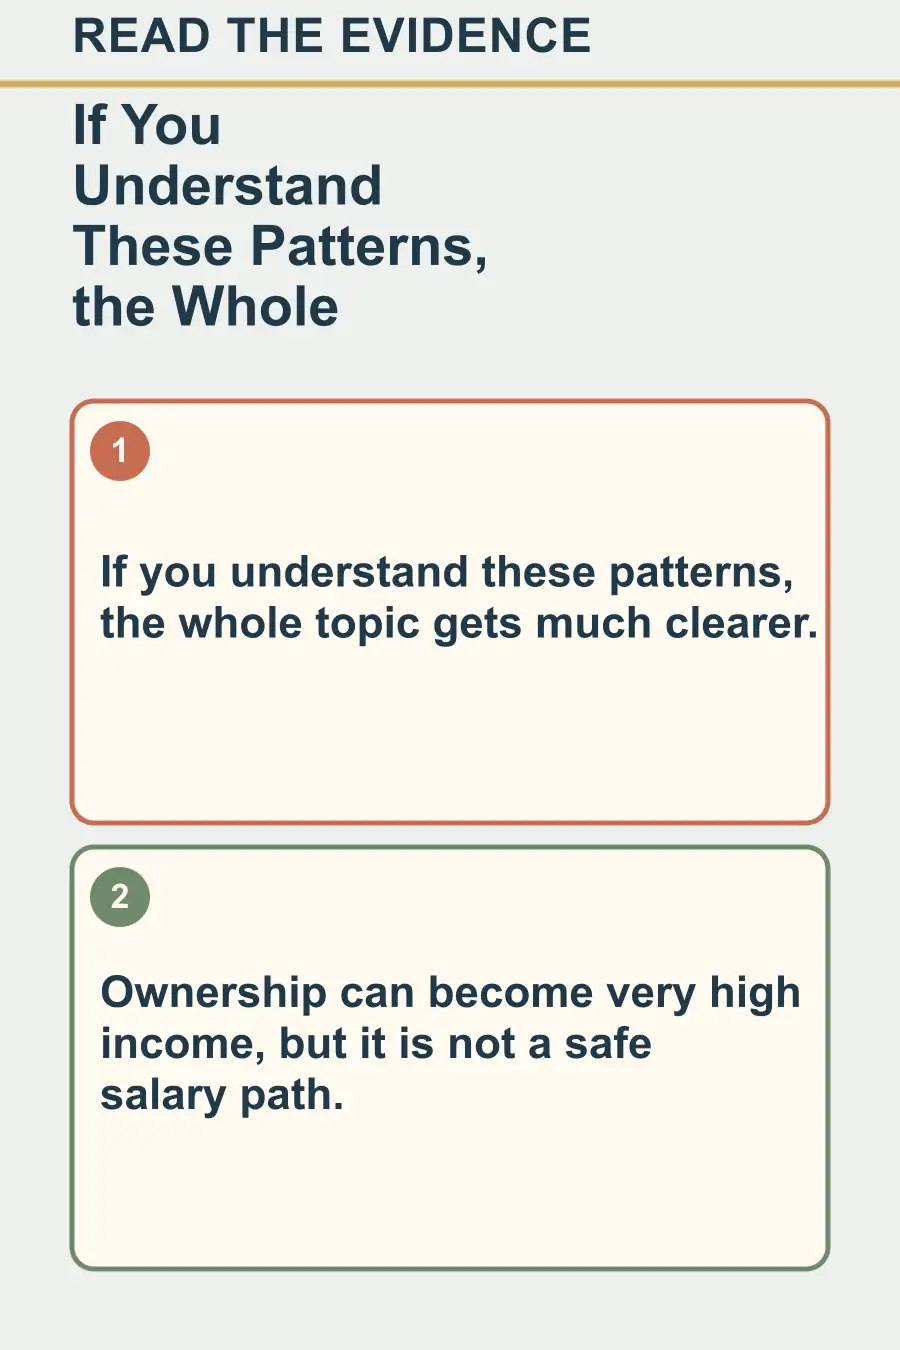 READ THE EVIDENCE
If You
Understand
These Patterns,
the Whole
1
If you understand these patterns,
the whole topic gets much clearer.
2
Ownership can become very high
income, but it is not a safe
salary path.